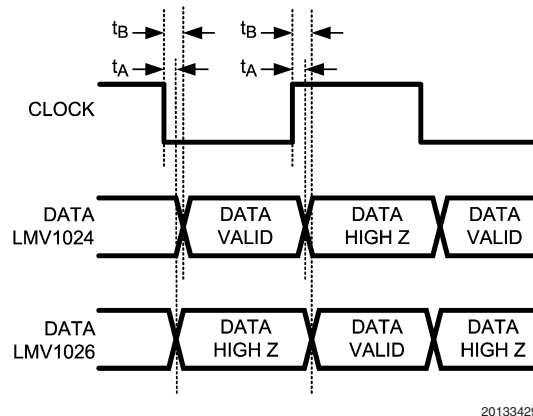 tB tB
tA tA
CLOCK
DATA
LMV1024
DATA
VALID
DATA
HIGH Z
DATA
VALID
DATA
LMV1026
DATA
HIGH Z
DATA
VALID
DATA
HIGH Z
20133429